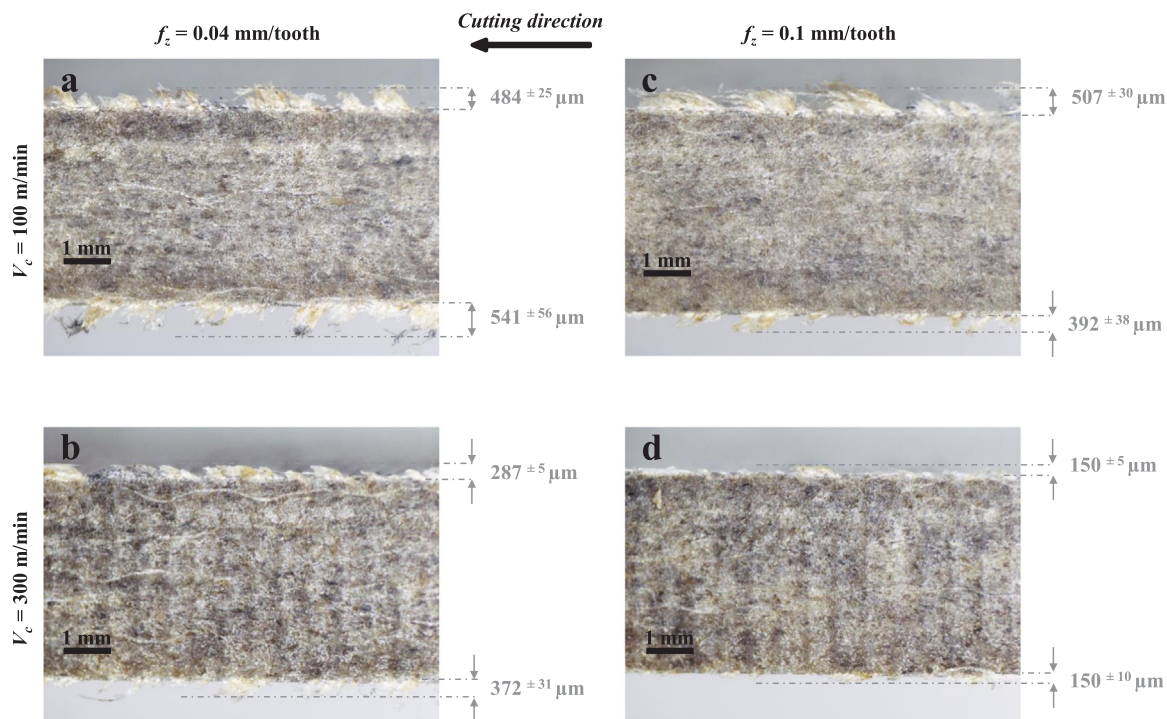 Cutting direction
f_z = 0.04 mm/tooth
f_z = 0.1 mm/tooth
V_c = 100 m/min
a
484 ± 25 µm
1 mm
541 ± 56 µm
c
507 ± 30 µm
1 mm
392 ± 38 µm
V_c = 300 m/min
b
287 ± 5 µm
1 mm
372 ± 31 µm
d
150 ± 5 µm
1 mm
150 ± 10 µm